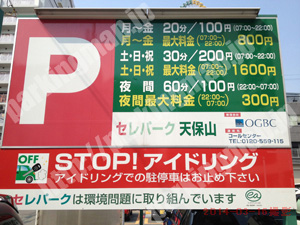 P
月～金 20分/100円 (07:00～22:00)
月～金 最大料金 (07:00～22:00) 800円
土・日・祝 30分/200円 (07:00～22:00)
土・日・祝 最大料金 (07:00～22:00) 1600円
夜間 60分/100円 (22:00～07:00)
夜間最大料金 300円
セレパーク 天保山
OGBC
コールセンター
TEL:0120-559-115
OFF
STOP! アイドリング
アイドリングでの駐停車はお止め下さい
セレパークは環境問題に取り組んでいます